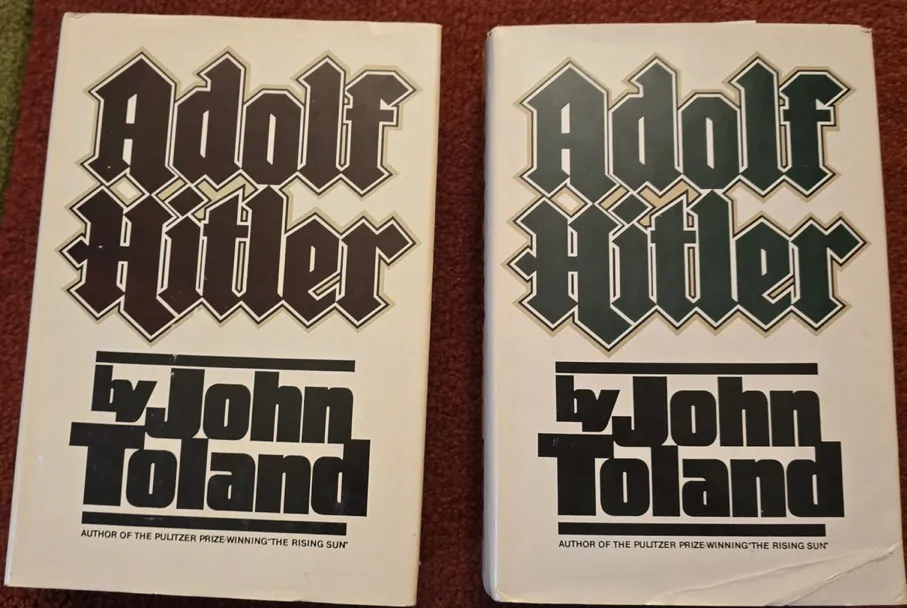 Adolf
Hitler
by John
Toland
AUTHOR OF THE PULITZER PRIZE-WINNING "THE RISING SUN"
Adolf
Hitler
by John
Toland
AUTHOR OF THE PULITZER PRIZE-WINNING "THE RISING SUN"